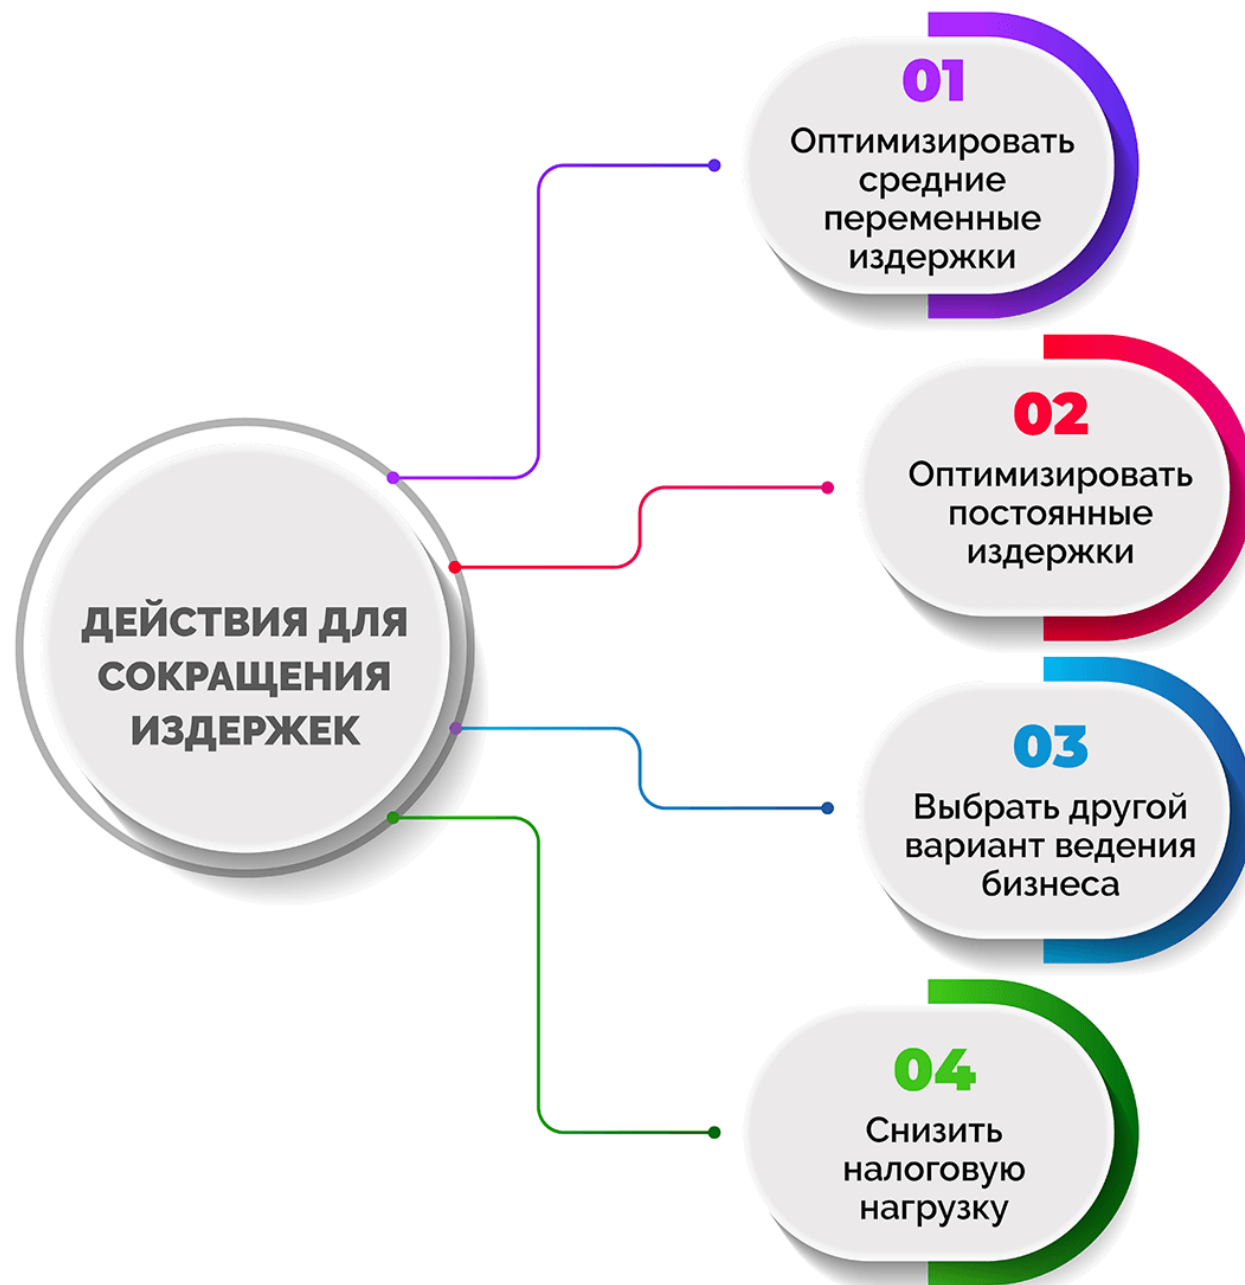 ДЕЙСТВИЯ ДЛЯ
СОКРАЩЕНИЯ
ИЗДЕРЖЕК
01
Оптимизировать
средние
переменные
издержки
02
Оптимизировать
постоянные
издержки
03
Выбрать другой
вариант ведения
бизнеса
04
Снизить
налоговую
нагрузку